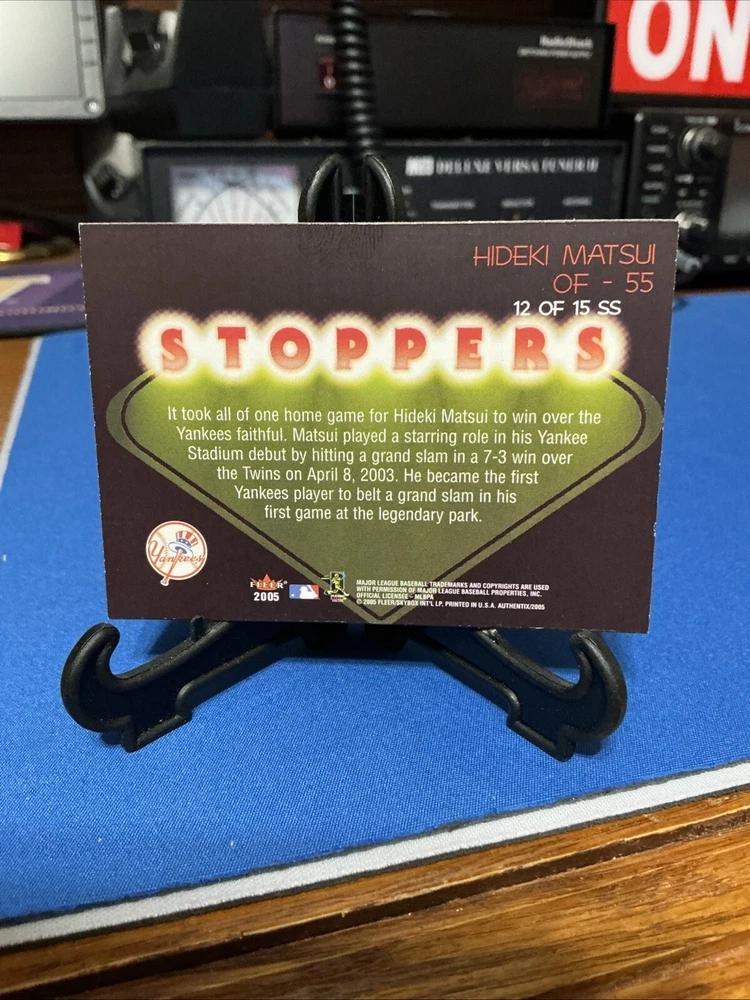 RadioShack
ON
DELUXE VERSA TUNER II
HIDEKI MATSUI
OF - 55
12 OF 15 SS
STOPPERS
It took all of one home game for Hideki Matsui to win over the
Yankees faithful. Matsui played a starring role in his Yankee
Stadium debut by hitting a grand slam in a 7-3 win over
the Twins on April 8, 2003. He became the first
Yankees player to belt a grand slam in his
first game at the legendary park.
Yankees
FLEER
2005
MAJOR LEAGUE BASEBALL TRADEMARKS AND COPYRIGHTS ARE USED
WITH PERMISSION OF MAJOR LEAGUE BASEBALL PROPERTIES, INC.
OFFICIAL LICENSEE - MLBPA
© 2005 FLEER/SKYBOX INT'L LP. PRINTED IN U.S.A. AUTHENTIX/2005